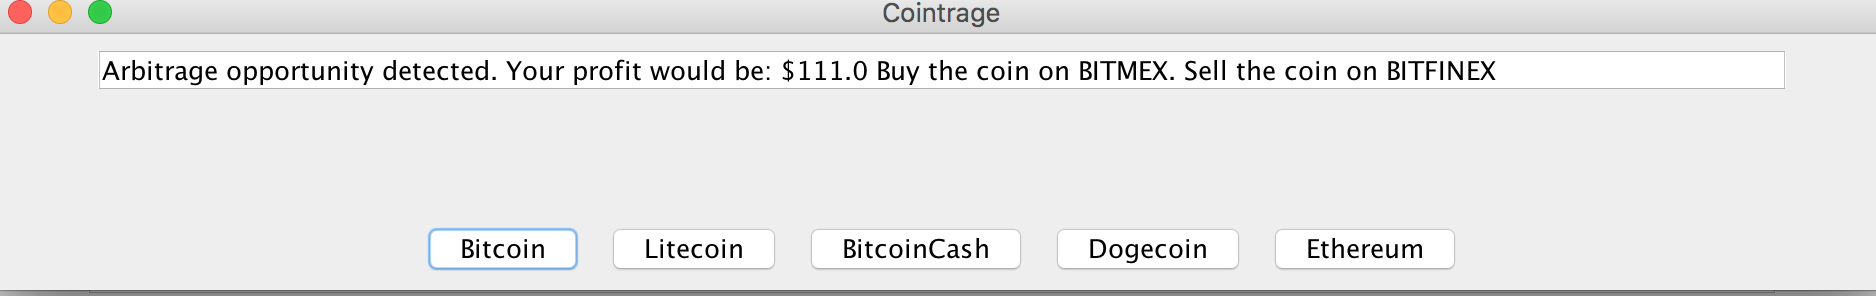 Cointrage
Arbitrage opportunity detected. Your profit would be: $111.0 Buy the coin on BITMEX. Sell the coin on BITFINEX
Bitcoin Litecoin BitcoinCash Dogecoin Ethereum